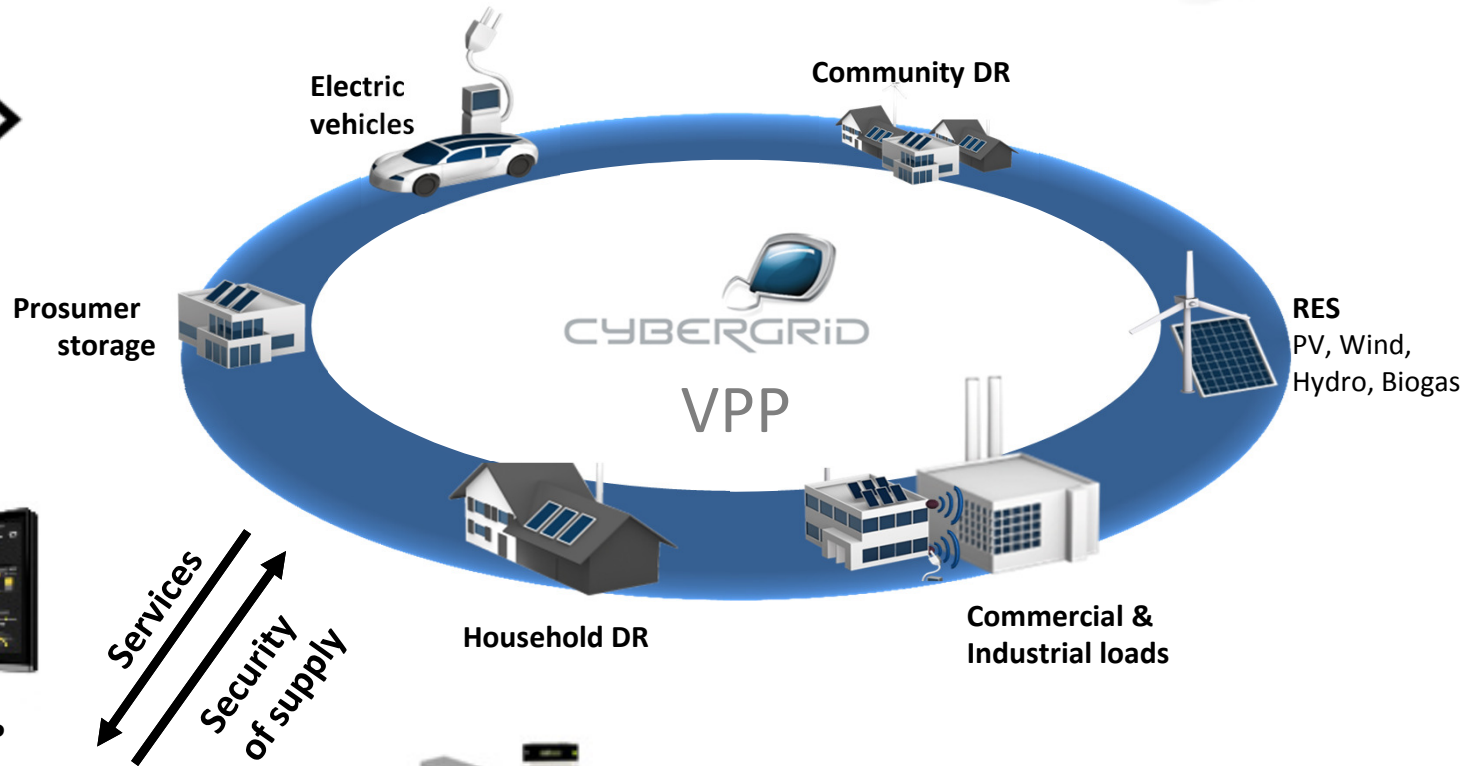 Electric
vehicles
Community DR
Prosumer
storage
CYBERGRiD
VPP
RES
PV, Wind,
Hydro, Biogas
Household DR
Commercial &
Industrial loads
Services
Security
of supply